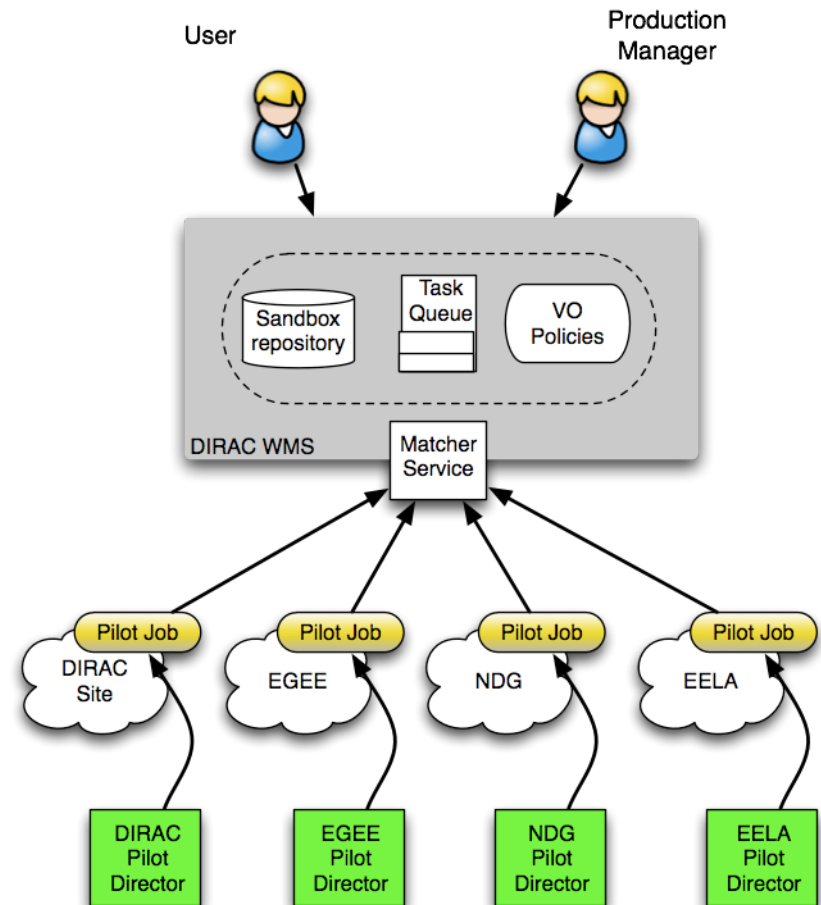 User
Production
Manager
Sandbox
repository
Task
Queue
VO
Policies
DIRAC WMS
Matcher
Service
Pilot Job
Pilot Job
Pilot Job
Pilot Job
DIRAC
Site
EGEE
NDG
EELA
DIRAC
Pilot
Director
EGEE
Pilot
Director
NDG
Pilot
Director
EELA
Pilot
Director